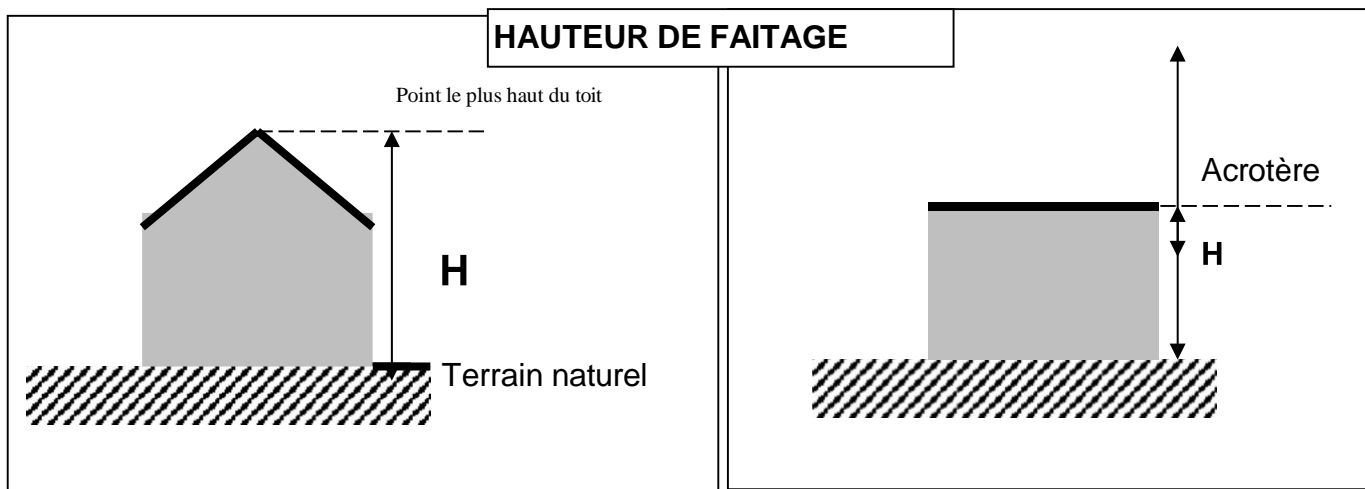 HAUTEUR DE FAITAGE
Point le plus haut du toit
H
Terrain naturel
Acrotère
H